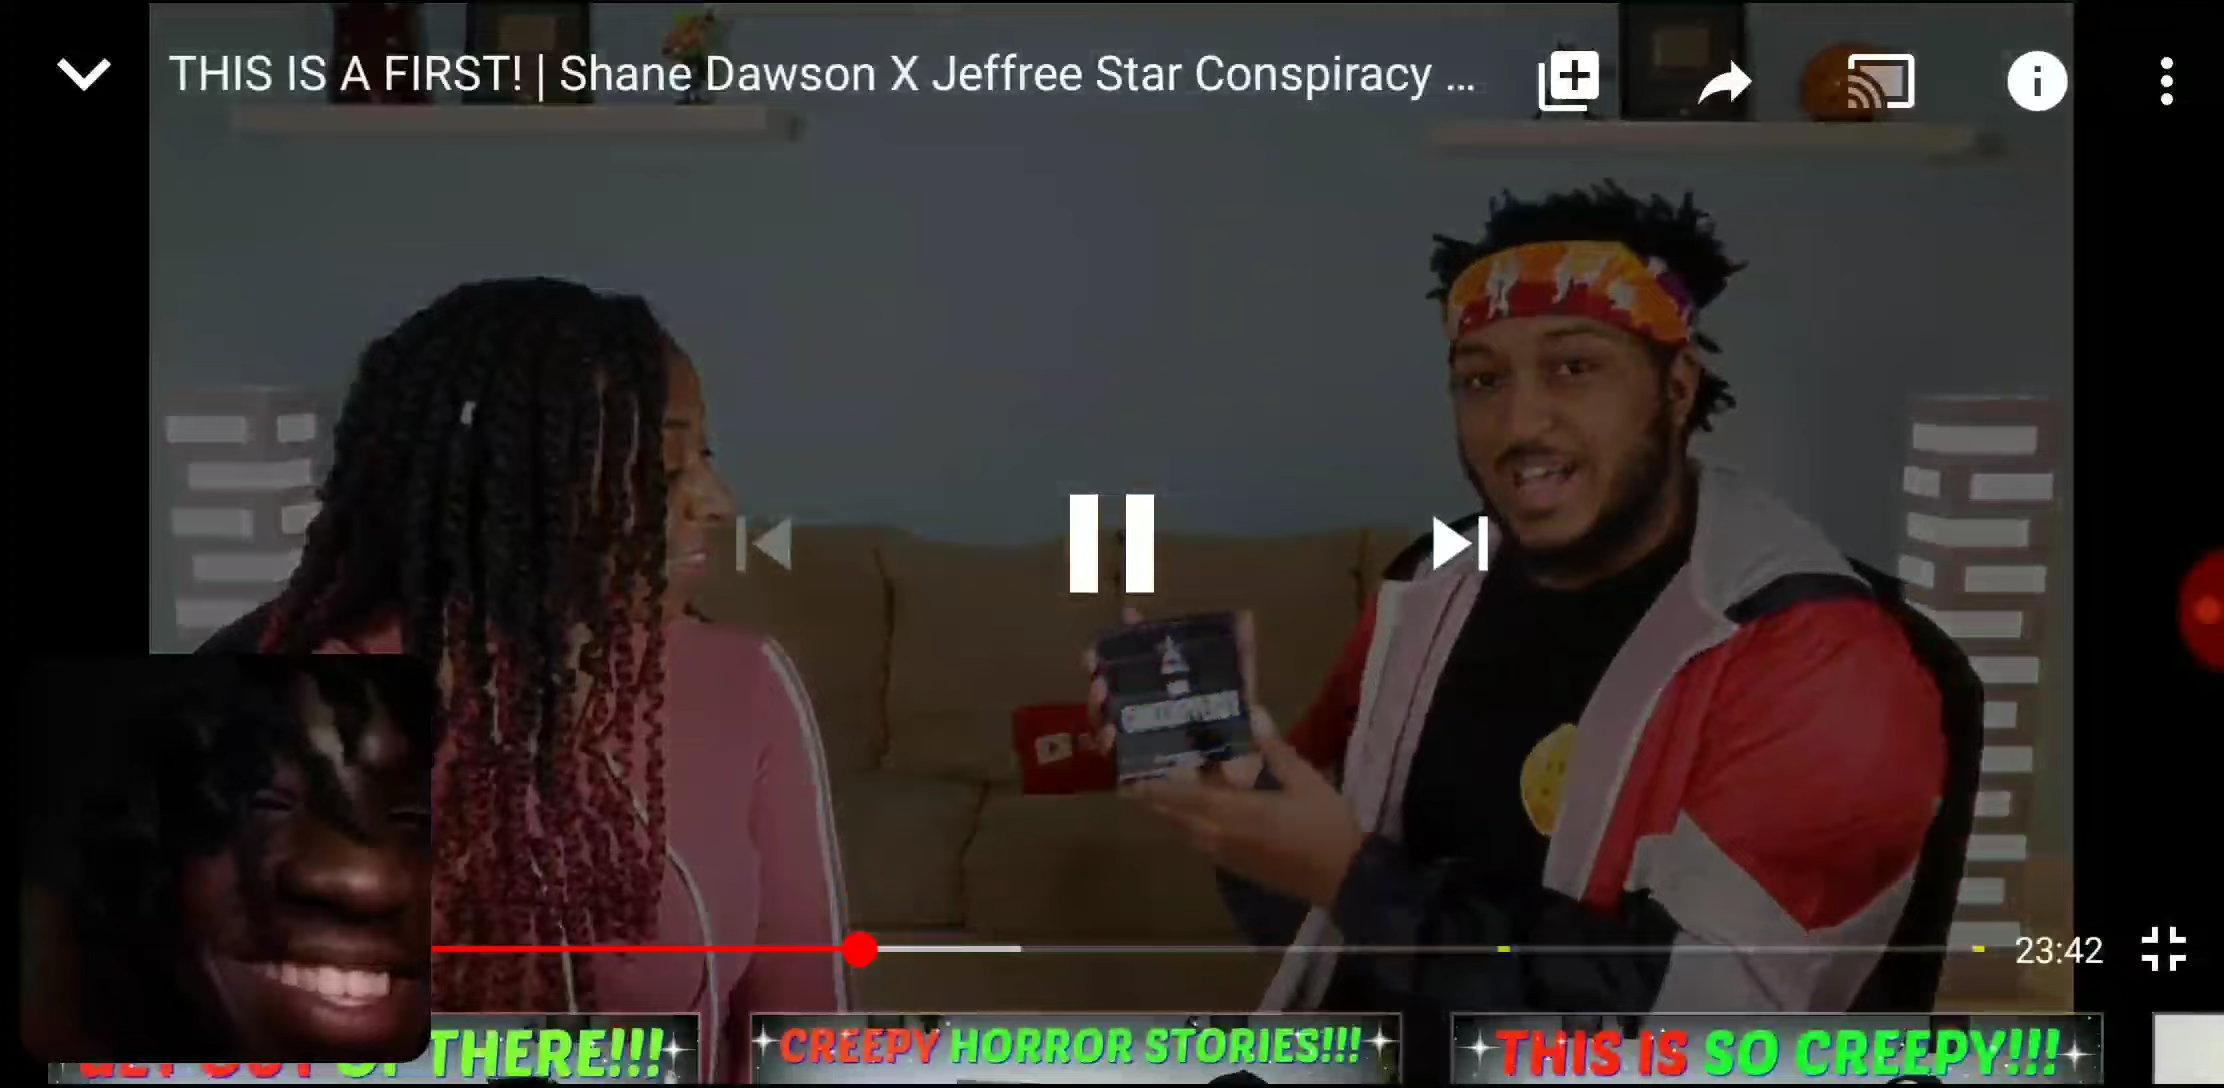 THIS IS A FIRST! | Shane Dawson X Jeffree Star Conspiracy ...
23:42
THERE!!!
CREEPY HORROR STORIES!!!
THIS IS SO CREEPY!!!